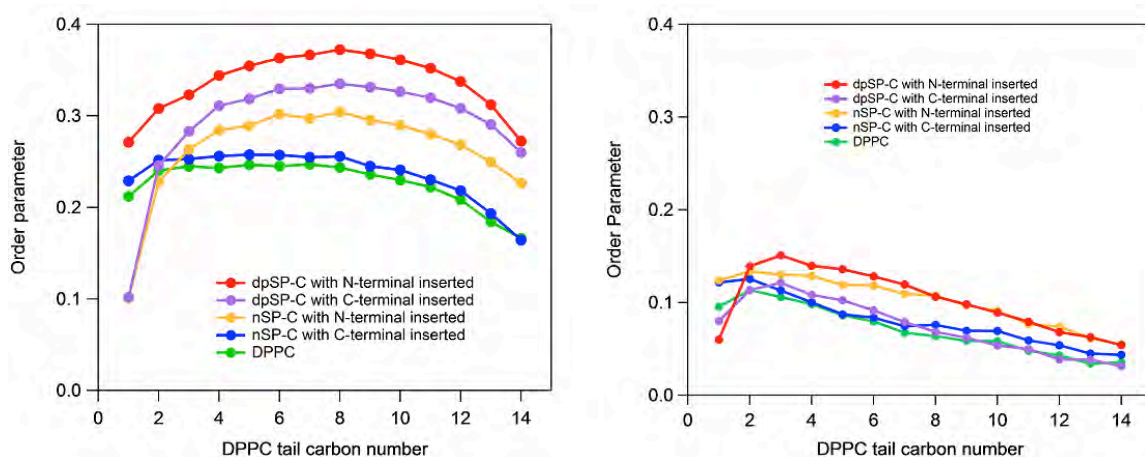 0.4
0.3
0.2
0.1
0.0
Order parameter
dpSP-C with N-terminal inserted
dpSP-C with C-terminal inserted
nSP-C with N-terminal inserted
nSP-C with C-terminal inserted
DPPC
0 2 4 6 8 10 12 14
DPPC tail carbon number
0.4
0.3
0.2
0.1
0.0
Order Parameter
dpSP-C with N-terminal inserted
dpSP-C with C-terminal inserted
nSP-C with N-terminal inserted
nSP-C with C-terminal inserted
DPPC
0 2 4 6 8 10 12 14
DPPC tail carbon number